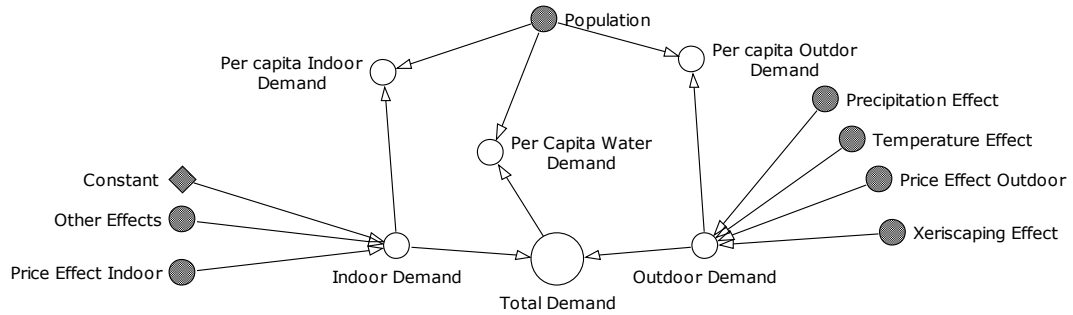 Population
Per capita Indoor
Demand
Per capita Outdor
Demand
Precipitation Effect
Temperature Effect
Per Capita Water
Demand
Constant
Price Effect Outdoor
Other Effects
Xeriscaping Effect
Price Effect Indoor
Indoor Demand
Outdoor Demand
Total Demand